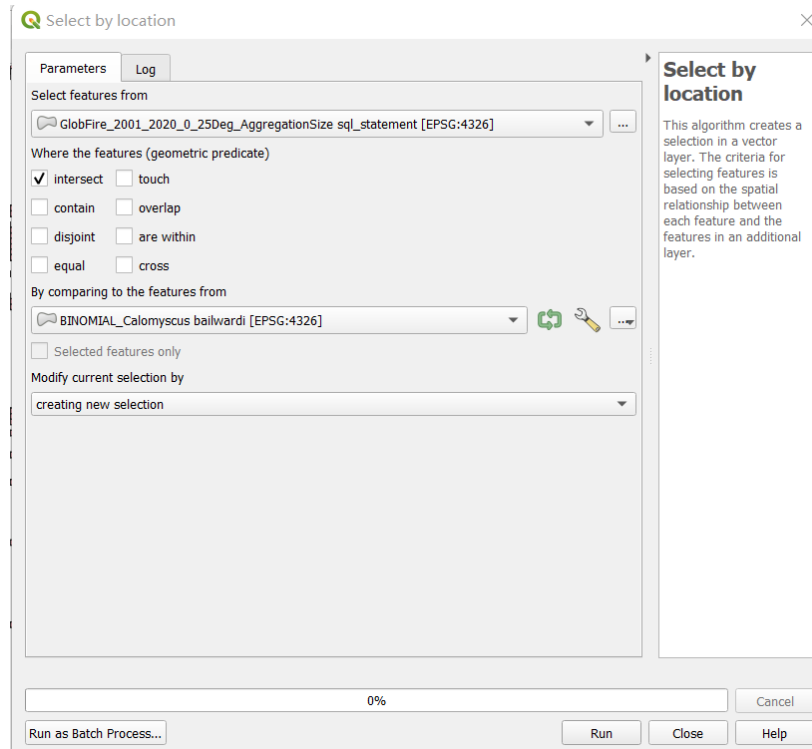 Select by location
Parameters Log
Select features from
GlobFire_2001_2020_0_25Deg_AggregationSize sql_statement [EPSG:4326]
...
Where the features (geometric predicate)
intersect touch
contain overlap
disjoint are within
equal cross
By comparing to the features from
BINOMIAL_Calomyscus bailwardi [EPSG:4326]
...
Selected features only
Modify current selection by
creating new selection
Select by
location
This algorithm creates a
selection in a vector
layer. The criteria for
selecting features is
based on the spatial
relationship between
each feature and the
features in an additional
layer.
0%
Cancel
Run as Batch Process...
Run Close Help